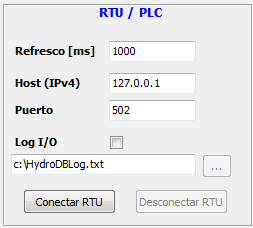 RTU / PLC
Refresco [ms] 1000
Host (IPv4) 127.0.0.1
Puerto 502
Log I/O
c:\HydroDBLog.txt ...
Conectar RTU Desconectar RTU